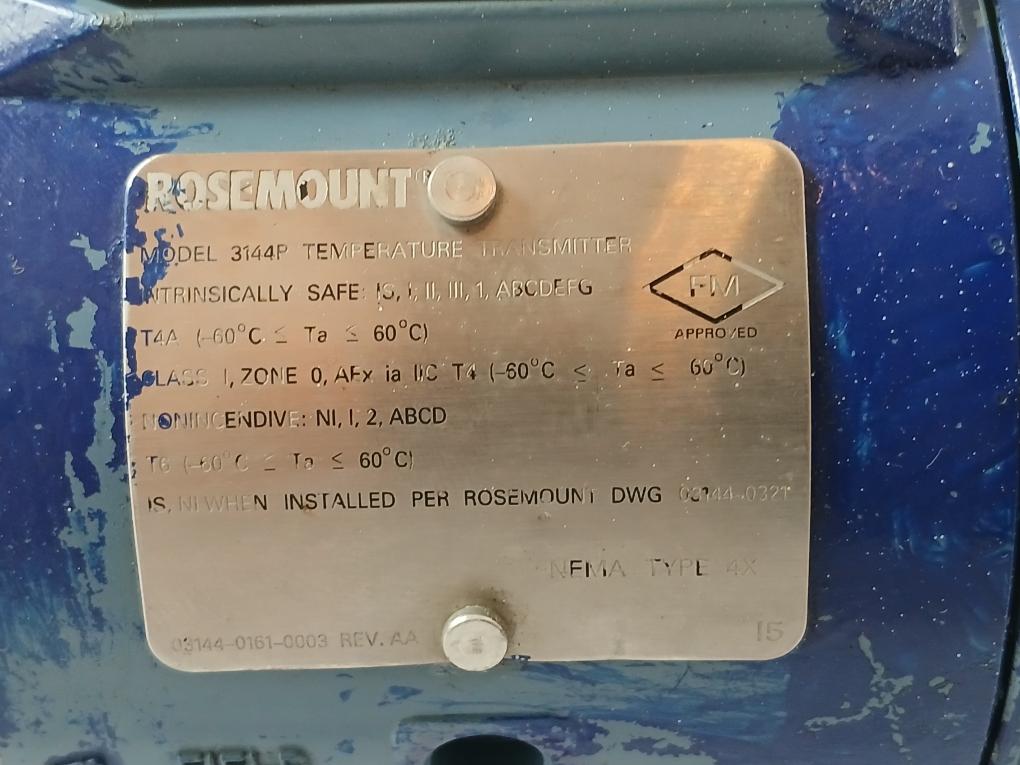 ROSEMOUNT®
MODEL 3144P TEMPERATURE TRANSMITTER
INTRINSICALLY SAFE: IS, I, II, III, 1, ABCDEFG
FM
APPROVED
T4A (-60°C ≤ Ta ≤ 60°C)
CLASS I, ZONE 0, AEx ia IIC T4 (-60°C ≤ Ta ≤ 60°C)
NONINCENDIVE: NI, I, 2, ABCD
T6 (-60°C ≤ Ta ≤ 60°C)
IS, NI WHEN INSTALLED PER ROSEMOUNT DWG 03144-0321
NEMA TYPE 4X
03144-0161-0003 REV. AA
I5
FIELD